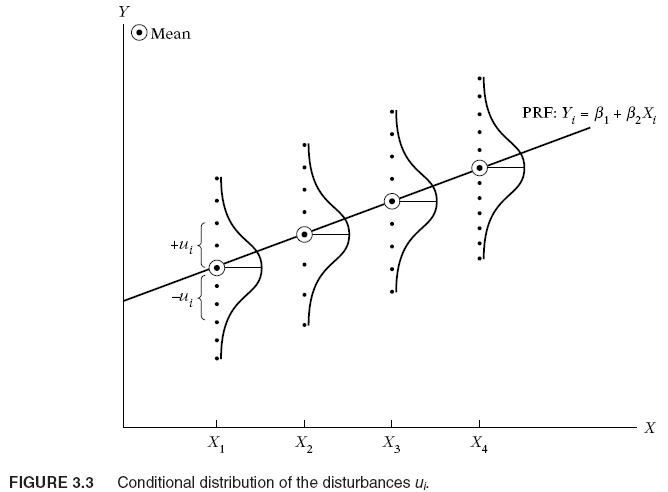 Y
Mean
PRF: Yᵢ = β₁ + β₂Xᵢ
+uᵢ
–uᵢ
X
X₁ X₂ X₃ X₄
FIGURE 3.3 Conditional distribution of the disturbances uᵢ.